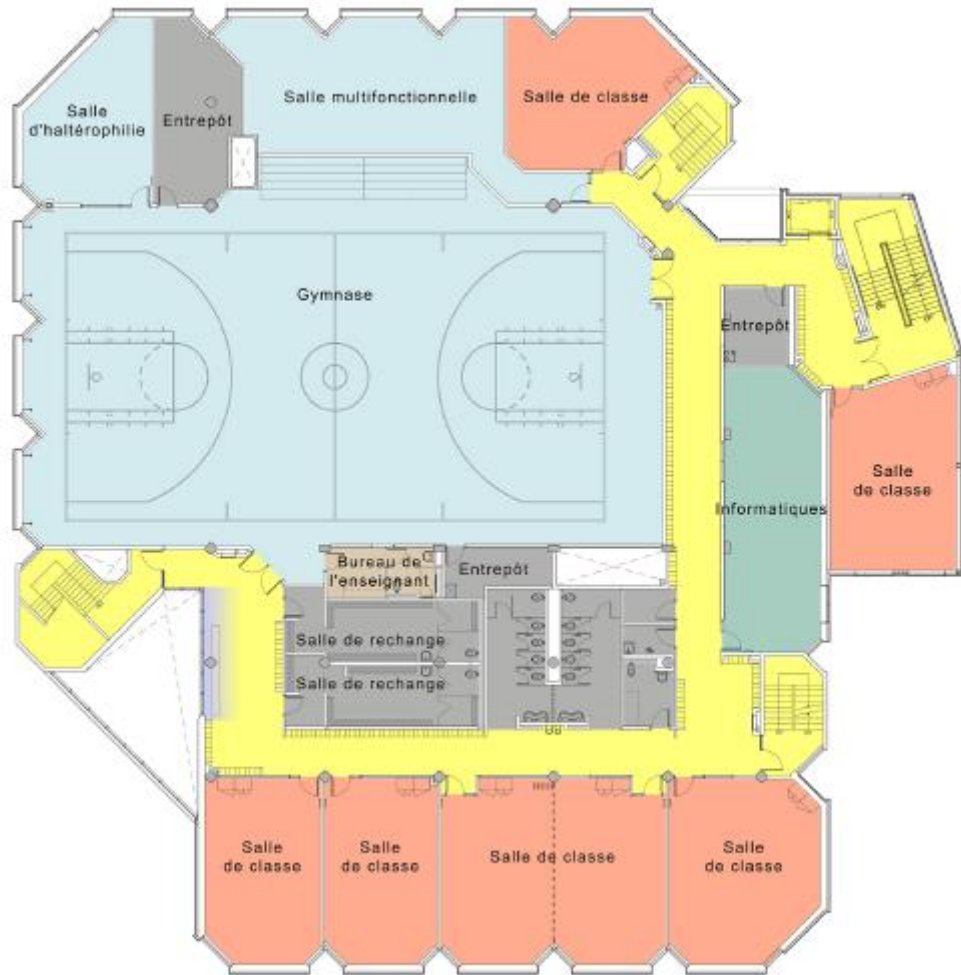 Salle
d'haltérophilie
Entrepôt
Salle multifonctionnelle
Salle de classe
Gymnase
Entrepôt
Salle
de classe
Informatiques
Bureau de
l'enseignant
Entrepôt
Salle de rechange
Salle de rechange
Salle
de classe
Salle
de classe
Salle de classe
Salle
de classe